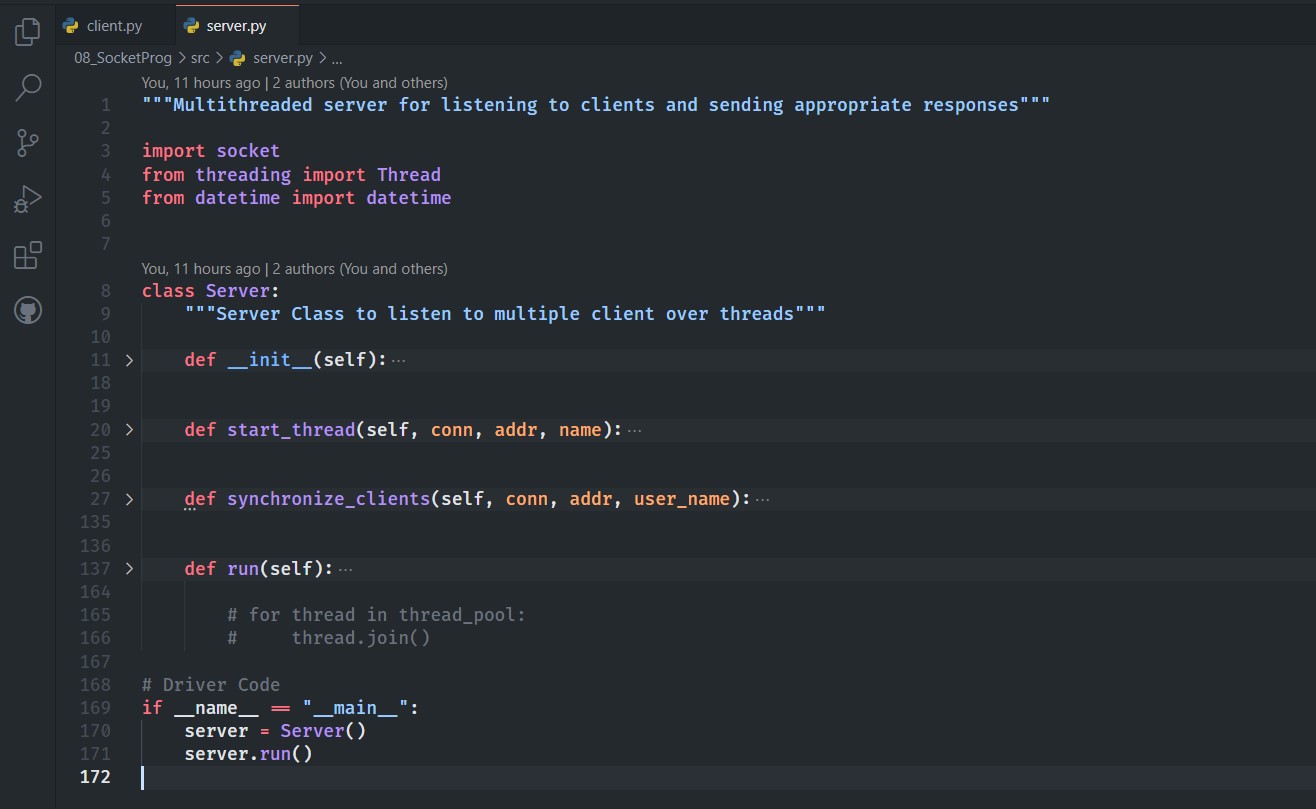 client.py server.py
08_SocketProg > src > server.py > ...
You, 11 hours ago | 2 authors (You and others)
1 """Multithreaded server for listening to clients and sending appropriate responses"""
2
3 import socket
4 from threading import Thread
5 from datetime import datetime
6
7
You, 11 hours ago | 2 authors (You and others)
8 class Server:
9     """Server Class to listen to multiple client over threads"""
10
11 >     def __init__(self): ...
18
19
20 >     def start_thread(self, conn, addr, name): ...
25
26
27 >     def synchronize_clients(self, conn, addr, user_name): ...
135
136
137 >     def run(self): ...
164
165         # for thread in thread_pool:
166         #     thread.join()
167
168 # Driver Code
169 if __name__ == "__main__":
170     server = Server()
171     server.run()
172